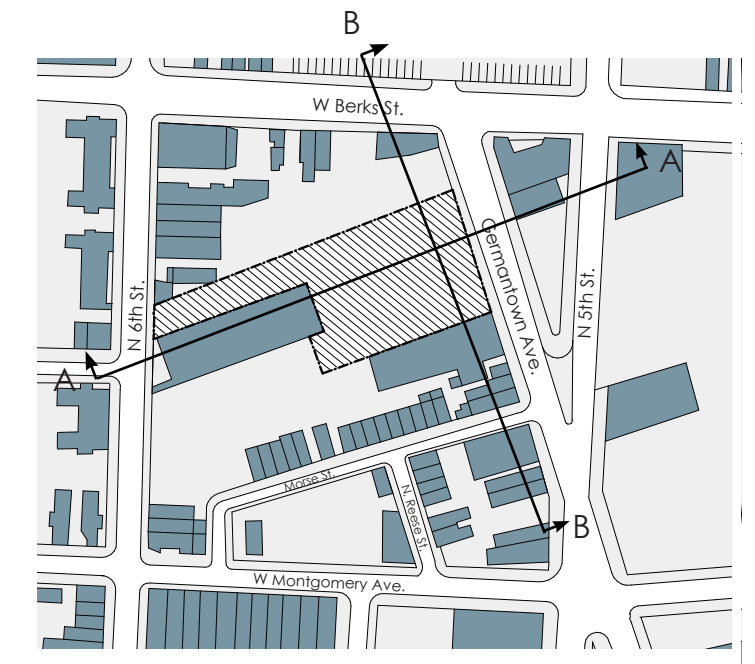 B
W Berks St.
A
Germantown Ave.
N 5th St.
N 6th St.
A
Morse St.
N. Reese St.
B
W Montgomery Ave.